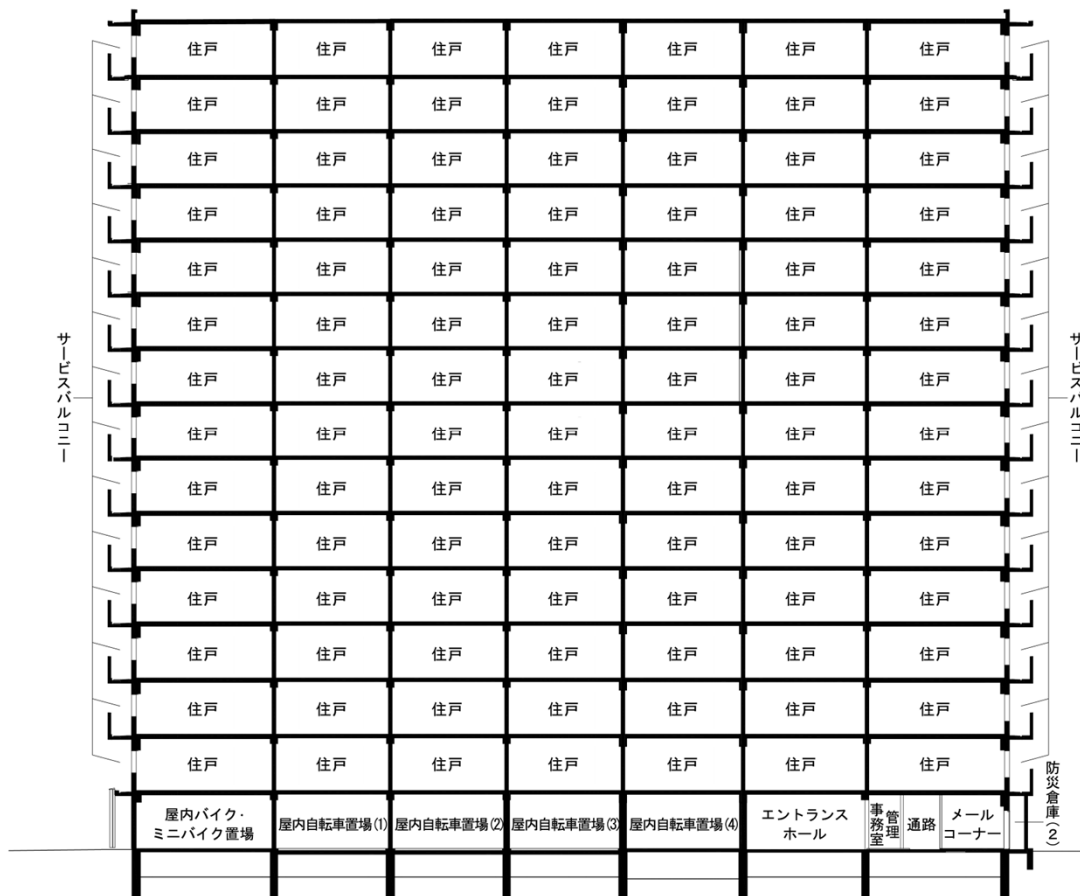 住戸 住戸 住戸 住戸 住戸 住戸 住戸
住戸 住戸 住戸 住戸 住戸 住戸 住戸
住戸 住戸 住戸 住戸 住戸 住戸 住戸
住戸 住戸 住戸 住戸 住戸 住戸 住戸
住戸 住戸 住戸 住戸 住戸 住戸 住戸
住戸 住戸 住戸 住戸 住戸 住戸 住戸
住戸 住戸 住戸 住戸 住戸 住戸 住戸
住戸 住戸 住戸 住戸 住戸 住戸 住戸
住戸 住戸 住戸 住戸 住戸 住戸 住戸
住戸 住戸 住戸 住戸 住戸 住戸 住戸
住戸 住戸 住戸 住戸 住戸 住戸 住戸
住戸 住戸 住戸 住戸 住戸 住戸 住戸
住戸 住戸 住戸 住戸 住戸 住戸 住戸
住戸 住戸 住戸 住戸 住戸 住戸 住戸
サービスバルコニー
サービスバルコニー
屋内バイク・
ミニバイク置場
屋内自転車置場(1)
屋内自転車置場(2)
屋内自転車置場(3)
屋内自転車置場(4)
エントランス
ホール
管理
事務室
通路
メール
コーナー
防災倉庫(2)